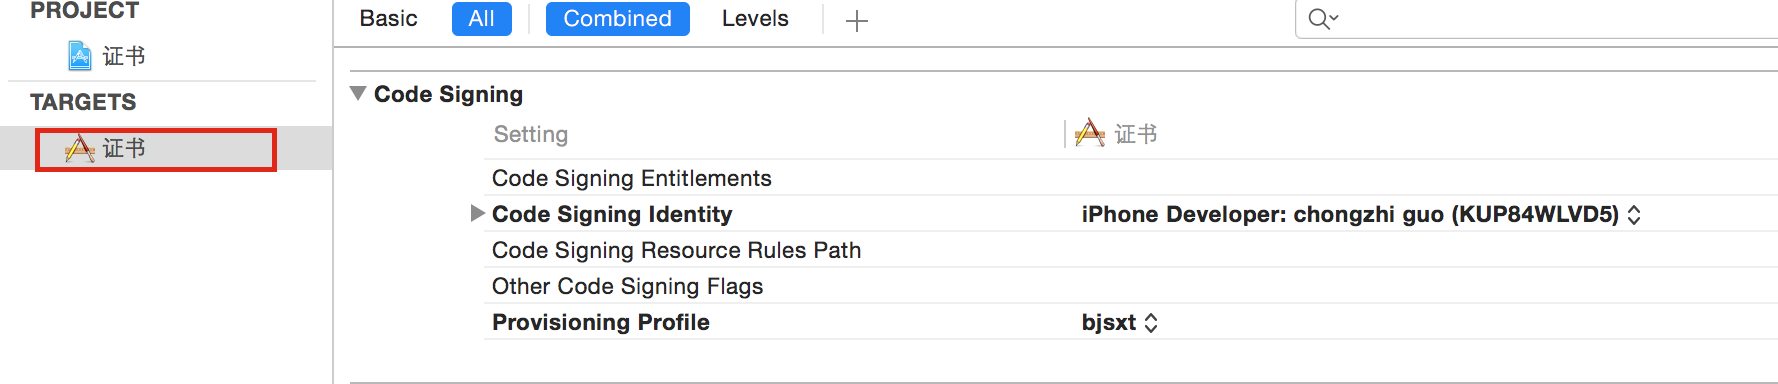 PROJECT
证书
TARGETS
证书
Basic All Combined Levels
Code Signing
Setting 证书
Code Signing Entitlements
Code Signing Identity iPhone Developer: chongzhi guo (KUP84WLVD5)
Code Signing Resource Rules Path
Other Code Signing Flags
Provisioning Profile bjsxt